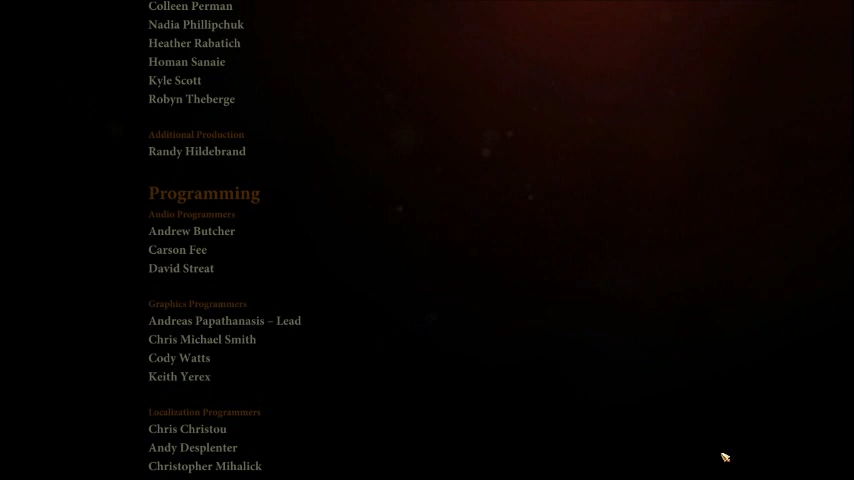 Colleen Perman
Nadia Phillipchuk
Heather Rabatich
Homan Sanaie
Kyle Scott
Robyn Theberge
Additional Production
Randy Hildebrand
Programming
Audio Programmers
Andrew Butcher
Carson Fee
David Streat
Graphics Programmers
Andreas Papathanasis – Lead
Chris Michael Smith
Cody Watts
Keith Yerex
Localization Programmers
Chris Christou
Andy Desplenter
Christopher Mihalick